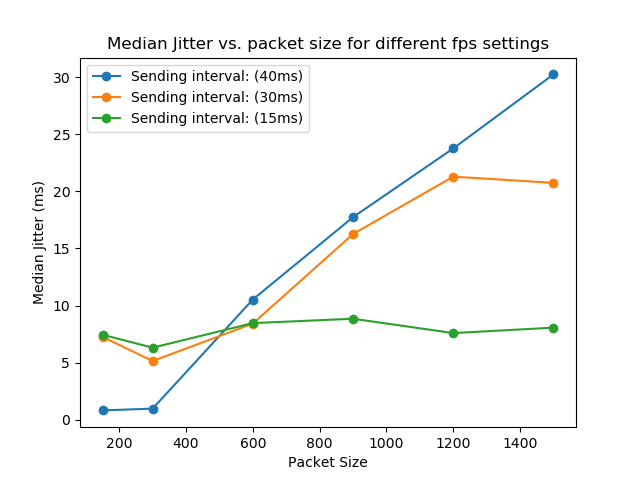 Median Jitter vs. packet size for different fps settings
Sending interval: (40ms)
Sending interval: (30ms)
Sending interval: (15ms)
Median Jitter (ms)
30
25
20
15
10
5
0
200 400 600 800 1000 1200 1400
Packet Size